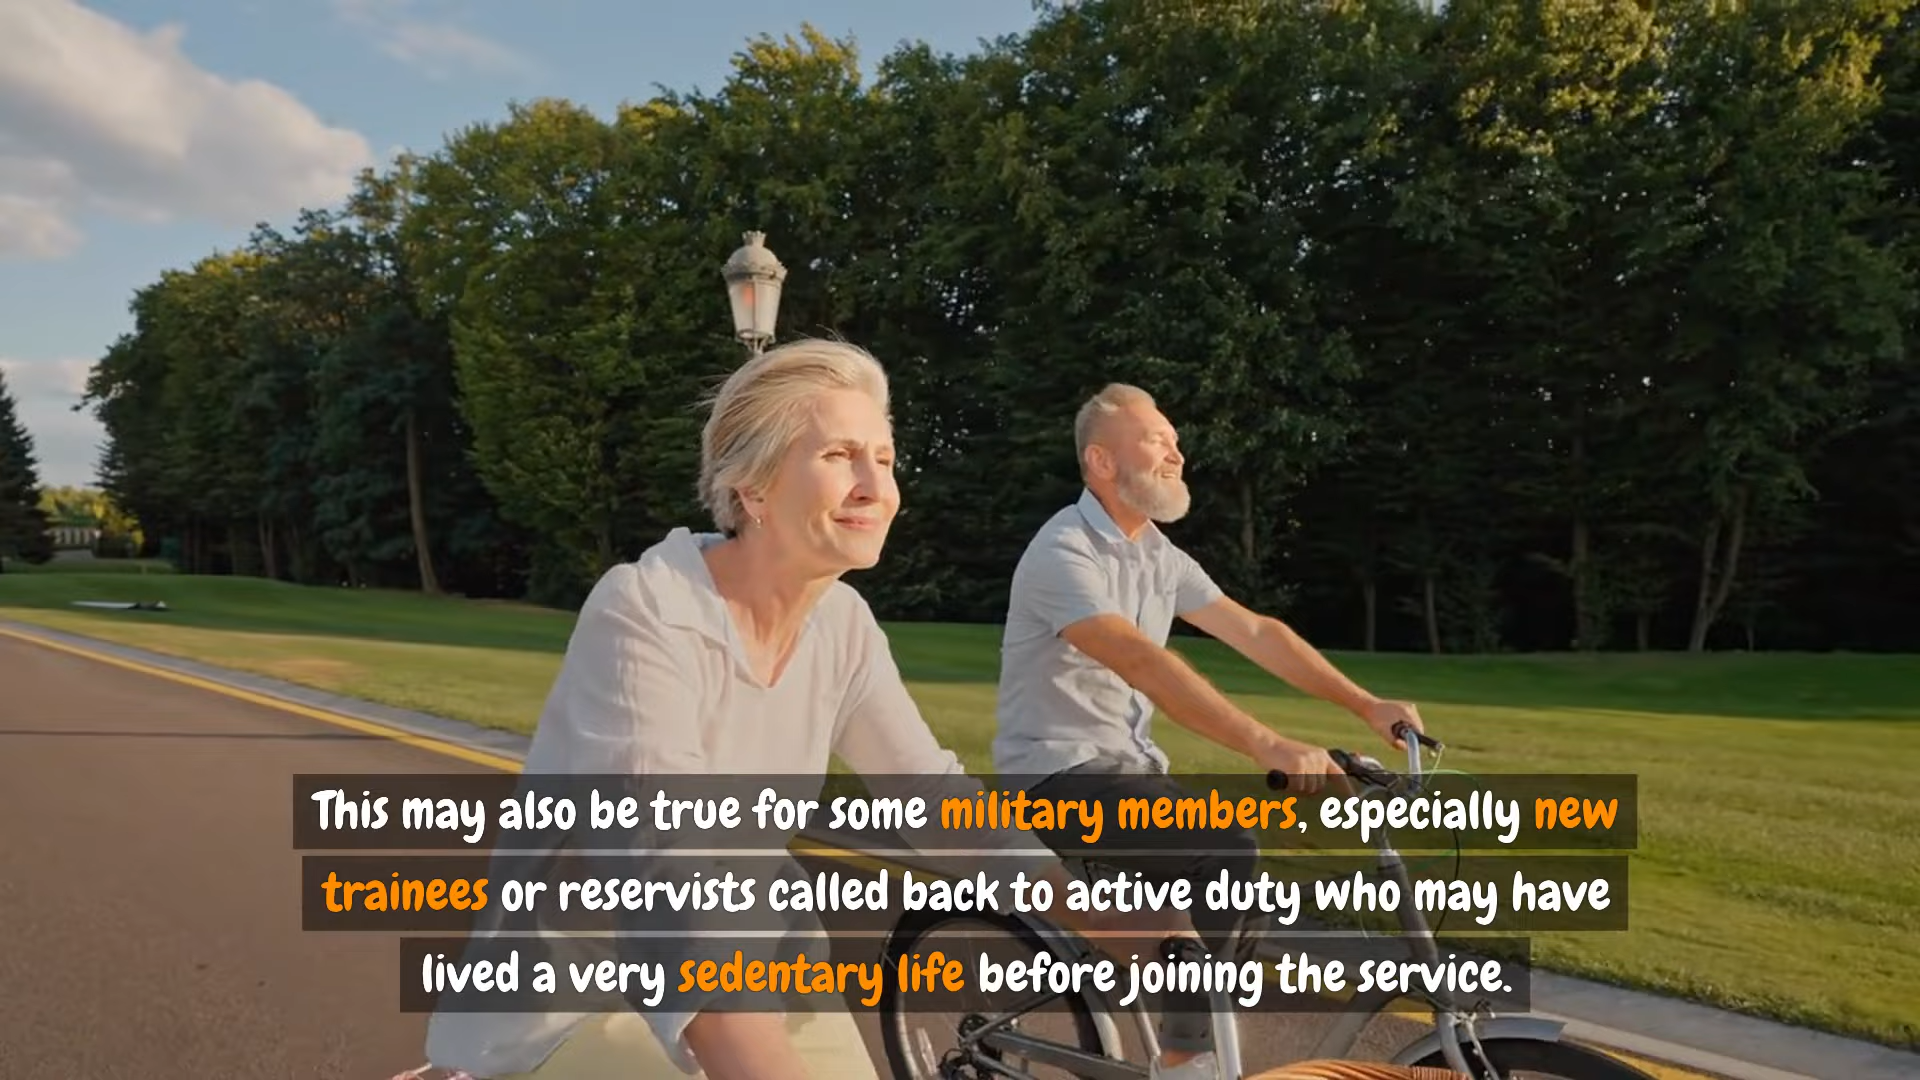 This may also be true for some military members, especially new
trainees or reservists called back to active duty who may have
lived a very sedentary life before joining the service.